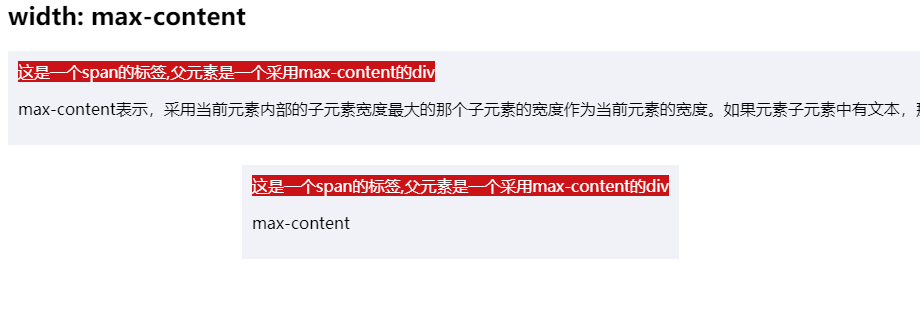 width: max-content
这是一个span的标签,父元素是一个采用max-content的div
max-content表示，采用当前元素内部的子元素宽度最大的那个子元素的宽度作为当前元素的宽度。如果元素子元素中有文本，
这是一个span的标签,父元素是一个采用max-content的div
max-content